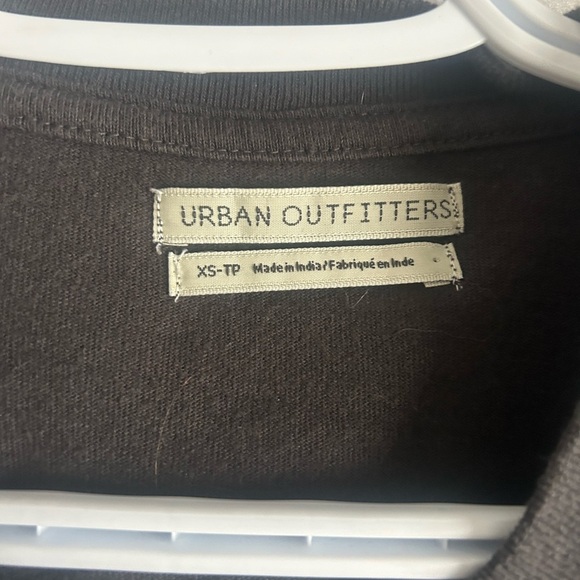 URBAN OUTFITTERS
XS-TP Made in India / Fabriqué en Inde